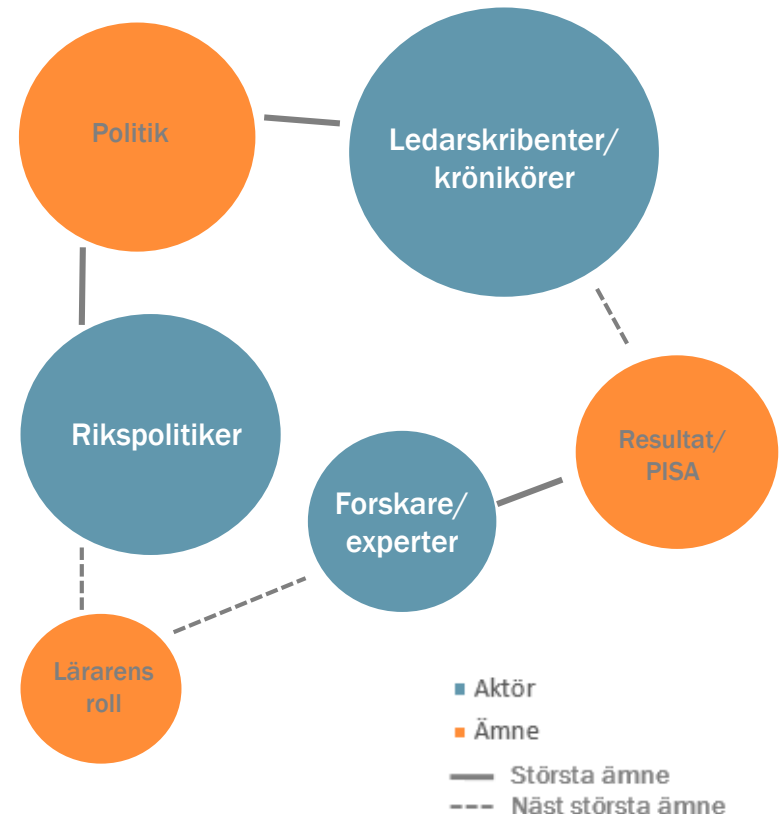 Politik
Ledarskribenter/
krönikörer
Rikspolitiker
Resultat/
PISA
Forskare/
experter
Lärarens
roll
Aktör
Ämne
Största ämne
Näst största ämne